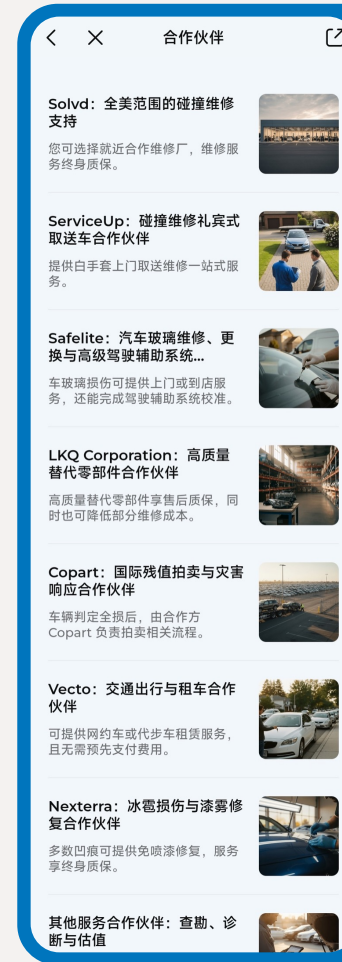 合作伙伴
Solvd：全美范围的碰撞维修
支持
您可选择就近合作维修厂，维修服
务终身质保。
ServiceUp：碰撞维修礼宾式
取送车合作伙伴
提供白手套上门取送维修一站式服
务。
Safelite：汽车玻璃维修、更
换与高级驾驶辅助系统...
车玻璃损伤可提供上门或到店服
务，还能完成驾驶辅助系统校准。
LKQ Corporation：高质量
替代零部件合作伙伴
高质量替代零部件享售后质保，同
时也可降低部分维修成本。
Copart：国际残值拍卖与灾害
响应合作伙伴
车辆判定全损后，由合作方
Copart 负责拍卖相关流程。
Vecto：交通出行与租车合作
伙伴
可提供网约车或代步车租赁服务，
且无需预先支付费用。
Nexterra：冰雹损伤与漆雾修
复合作伙伴
多数凹痕可提供免喷漆修复，服务
享终身质保。
其他服务合作伙伴：查勘、诊
断与估值